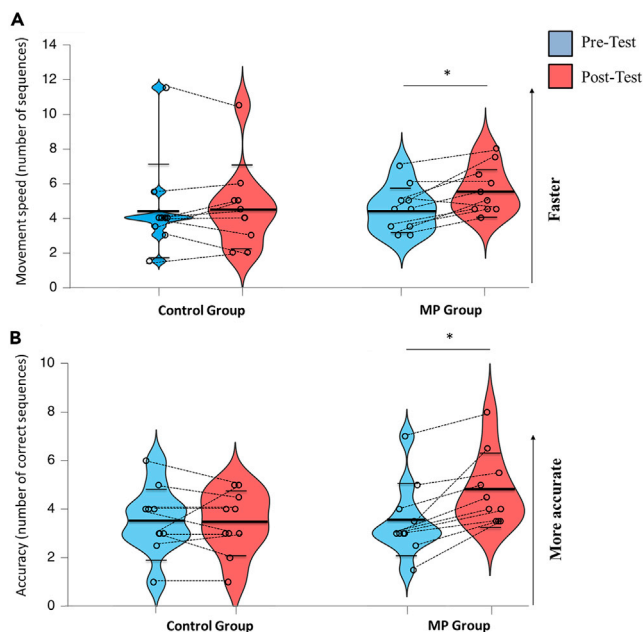 A
Pre-Test
Post-Test
Movement speed (number of sequences)
14
12
10
8
6
4
2
0
*
Faster
Control Group
MP Group
B
Accuracy (number of correct sequences)
10
8
6
4
2
0
*
More accurate
Control Group
MP Group